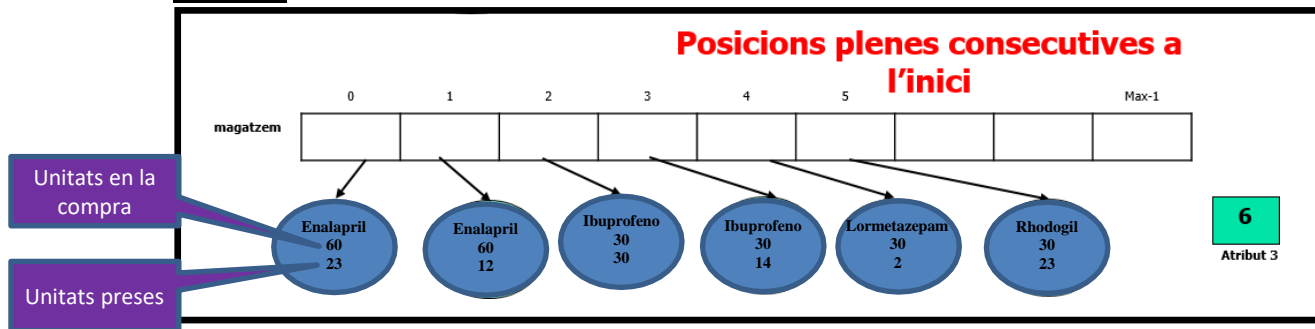 Posicions plenes consecutives a
l'inici
0 1 2 3 4 5 Max-1
magatzem
Unitats en la
compra
Unitats preses
Enalapril
60
23
Enalapril
60
12
Ibuprofeno
30
30
Ibuprofeno
30
14
Lormetazepam
30
2
Rhodogil
30
23
6
Atribut 3